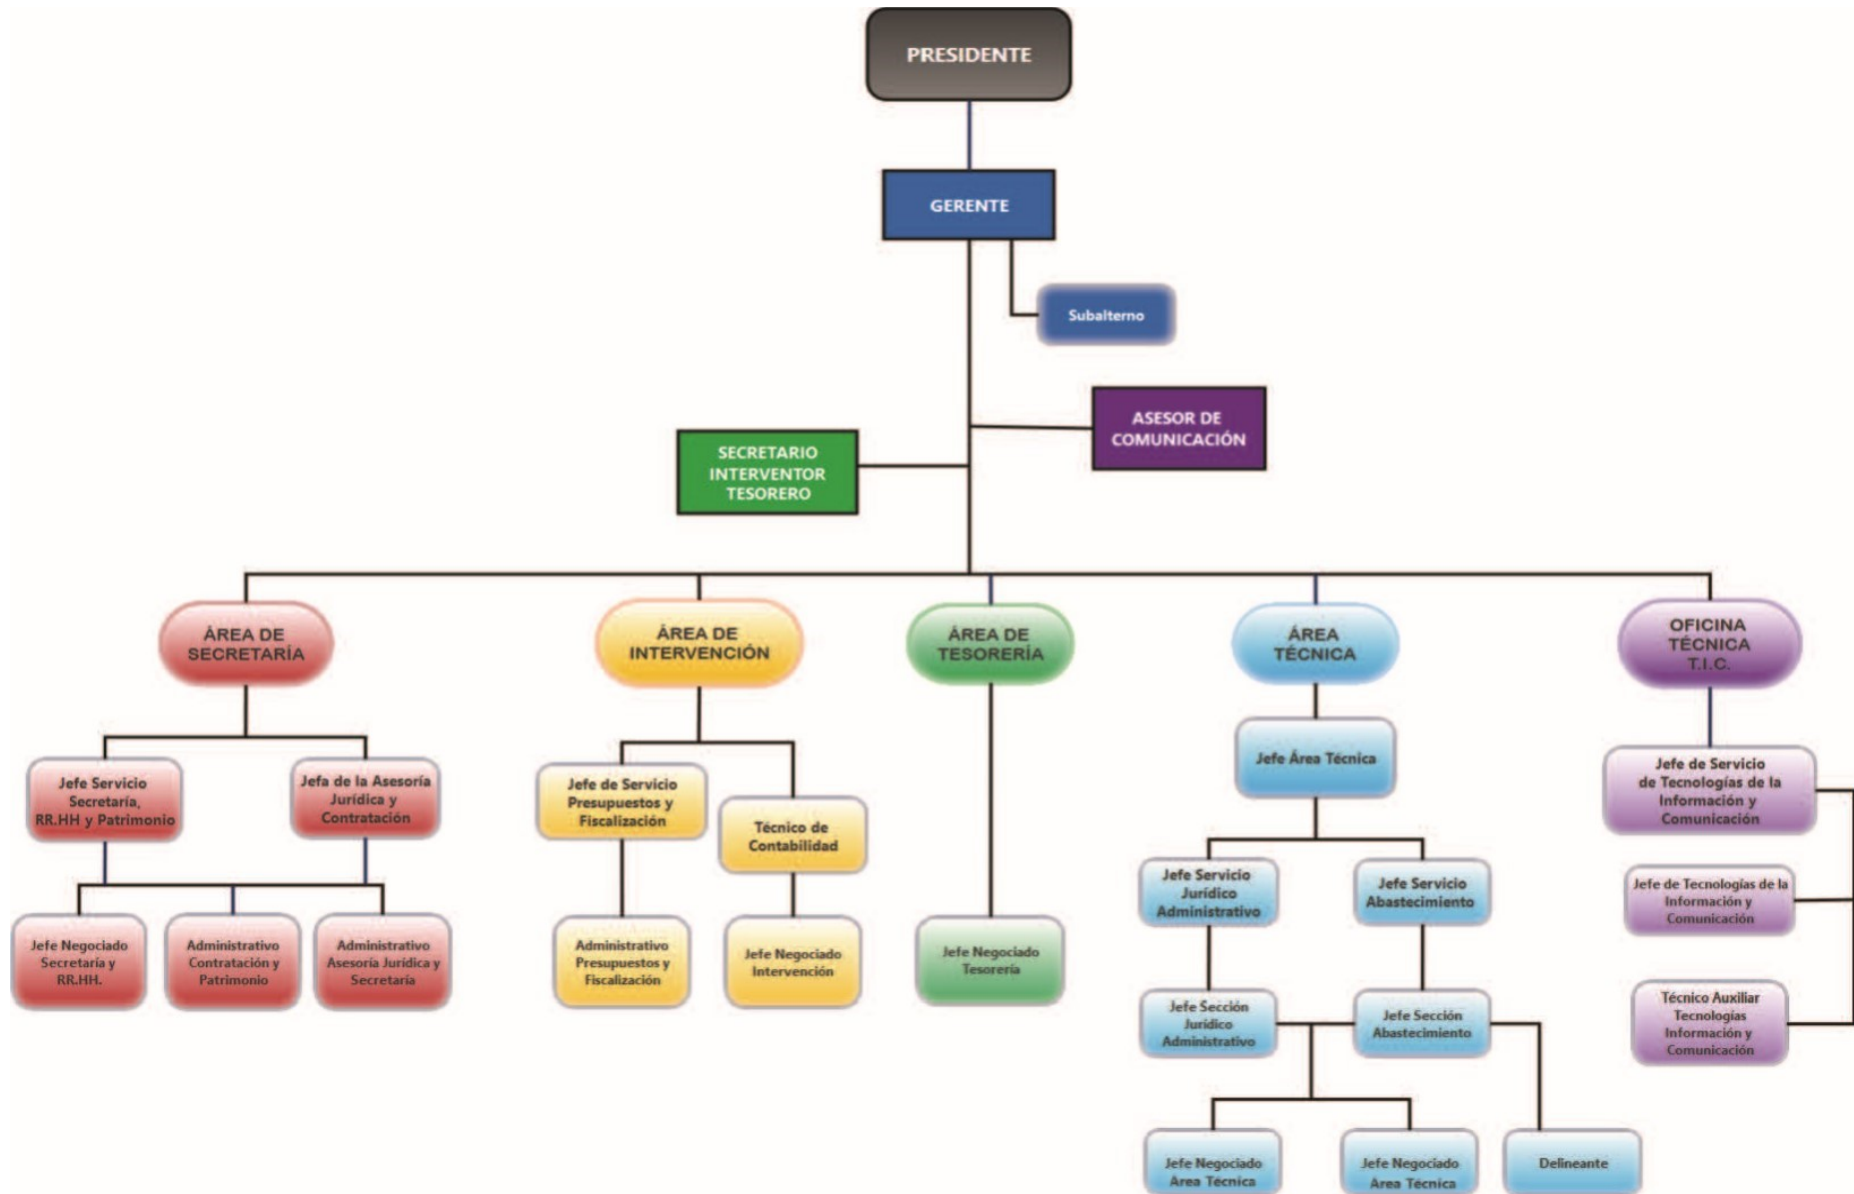 PRESIDENTE
GERENTE
Subalterno
ASESOR DE
COMUNICACIÓN
SECRETARIO
INTERVENTOR
TESORERO
ÁREA DE
SECRETARÍA
ÁREA DE
INTERVENCIÓN
ÁREA DE
TESORERÍA
ÁREA
TÉCNICA
OFICINA
TÉCNICA
T.I.C.
Jefe Servicio
Secretaría,
RR.HH y Patrimonio
Jefa de la Asesoría
Jurídica y
Contratación
Jefe Negociado
Secretaría y
RR.HH.
Administrativo
Contratación y
Patrimonio
Administrativo
Asesoría Jurídica y
Secretaría
Jefe de Servicio
Presupuestos y
Fiscalización
Técnico de
Contabilidad
Administrativo
Presupuestos y
Fiscalización
Jefe Negociado
Intervención
Jefe Negociado
Tesorería
Jefe Área Técnica
Jefe Servicio
Jurídico
Administrativo
Jefe Servicio
Abastecimiento
Jefe Sección
Jurídico
Administrativo
Jefe Sección
Abastecimiento
Jefe Negociado
Area Técnica
Jefe Negociado
Area Técnica
Delineante
Jefe de Servicio
de Tecnologías de la
Información y
Comunicación
Jefe de Tecnologías de la
Información y
Comunicación
Técnico Auxiliar
Tecnologías
Información y
Comunicación